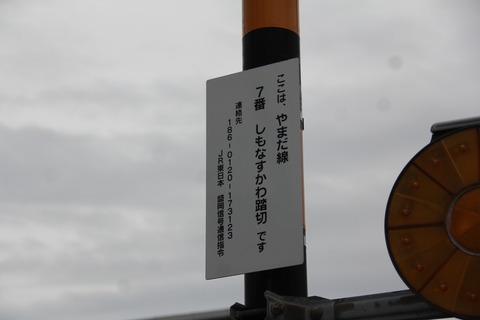 ここは、やまだ線
7番 しもなすかわ踏切 です
連絡先
186-0120-173123
JR東日本 盛岡信号通信指令